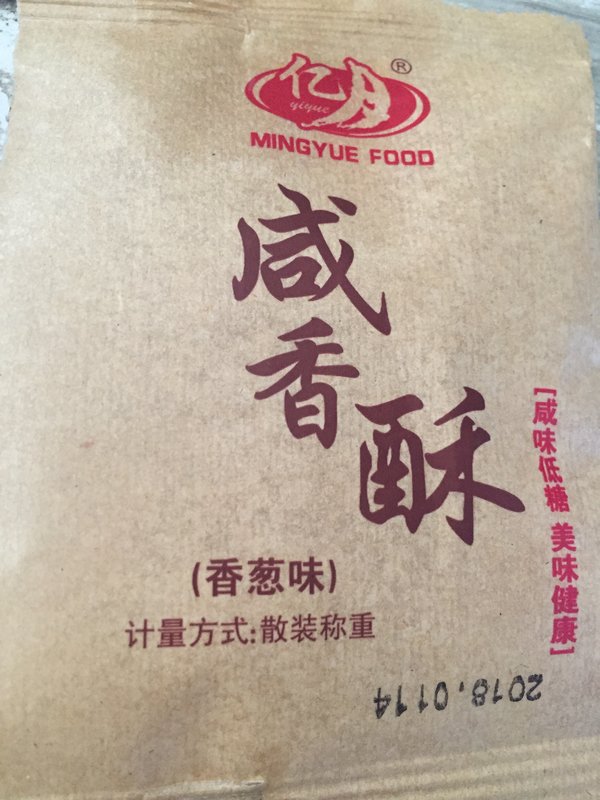 亿月®
yiyue
MINGYUE FOOD
咸香酥
[咸味低糖 美味健康]
(香葱味)
计量方式:散装称重
2018.0114